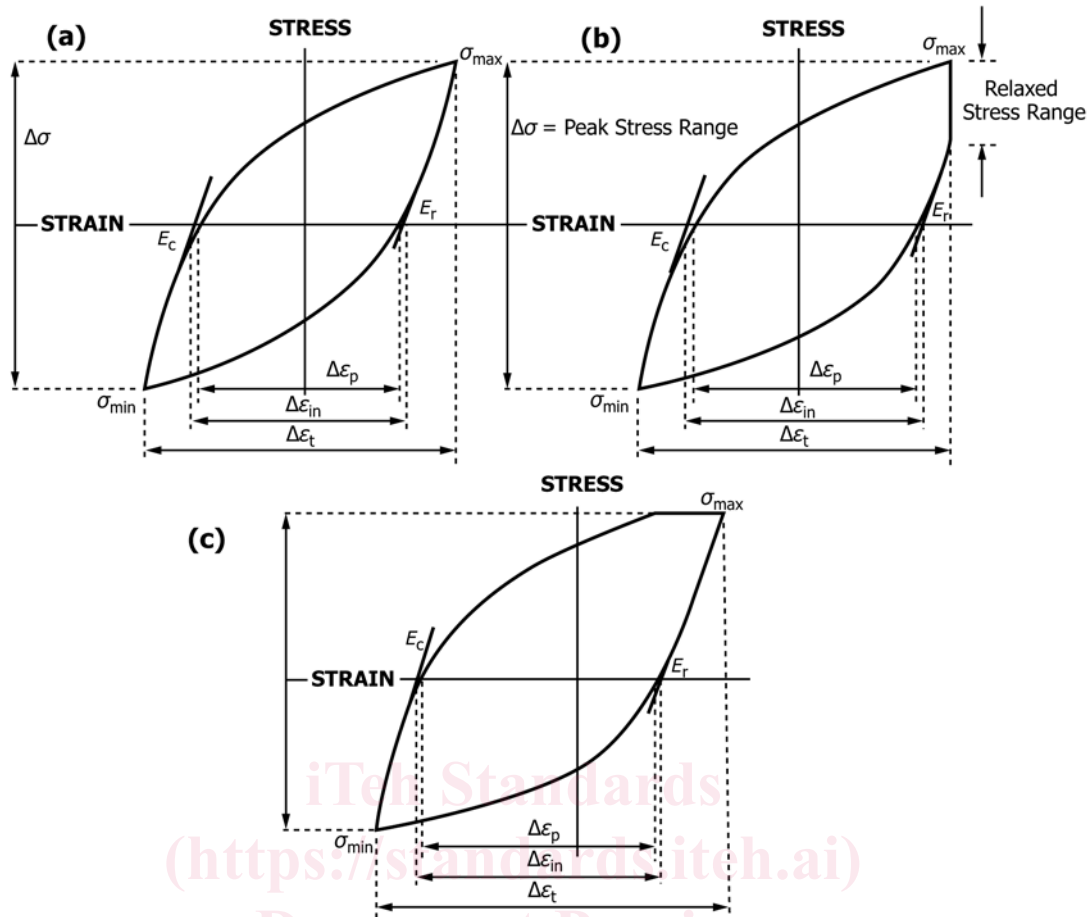 (a)
STRESS
σmax
Δσ
STRAIN
Ec
Er
Δεp
Δεin
Δεt
σmin
(b)
STRESS
σmax
Relaxed
Stress Range
Δσ = Peak Stress Range
STRAIN
Ec
Er
Δεp
Δεin
Δεt
σmin
(c)
STRESS
σmax
Ec
STRAIN
Er
σmin
Δεp
Δεin
Δεt
iTeh Standards
(https://standards.iteh.ai)